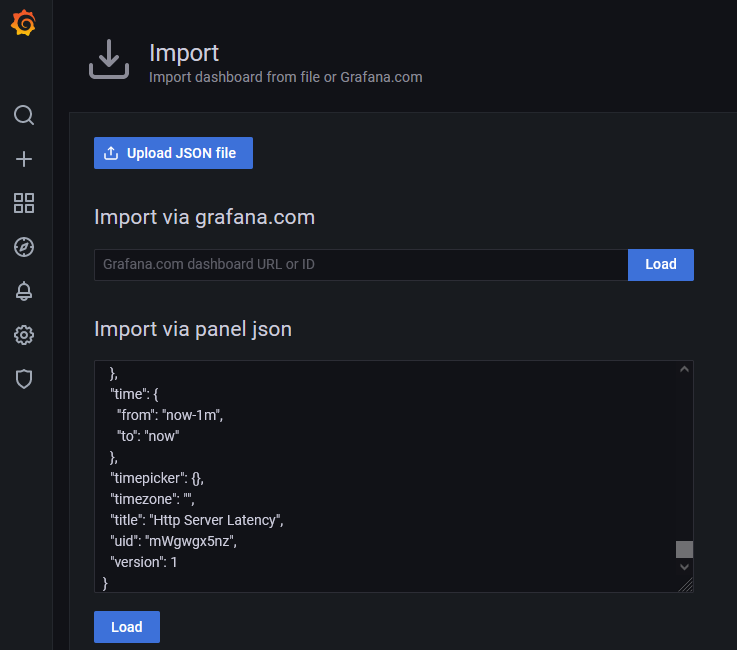 Import
Import dashboard from file or Grafana.com
Upload JSON file
Import via grafana.com
Grafana.com dashboard URL or ID
Load
Import via panel json
},
"time": {
"from": "now-1m",
"to": "now"
},
"timepicker": {},
"timezone": "",
"title": "Http Server Latency",
"uid": "mWgwgx5nz",
"version": 1
}
Load